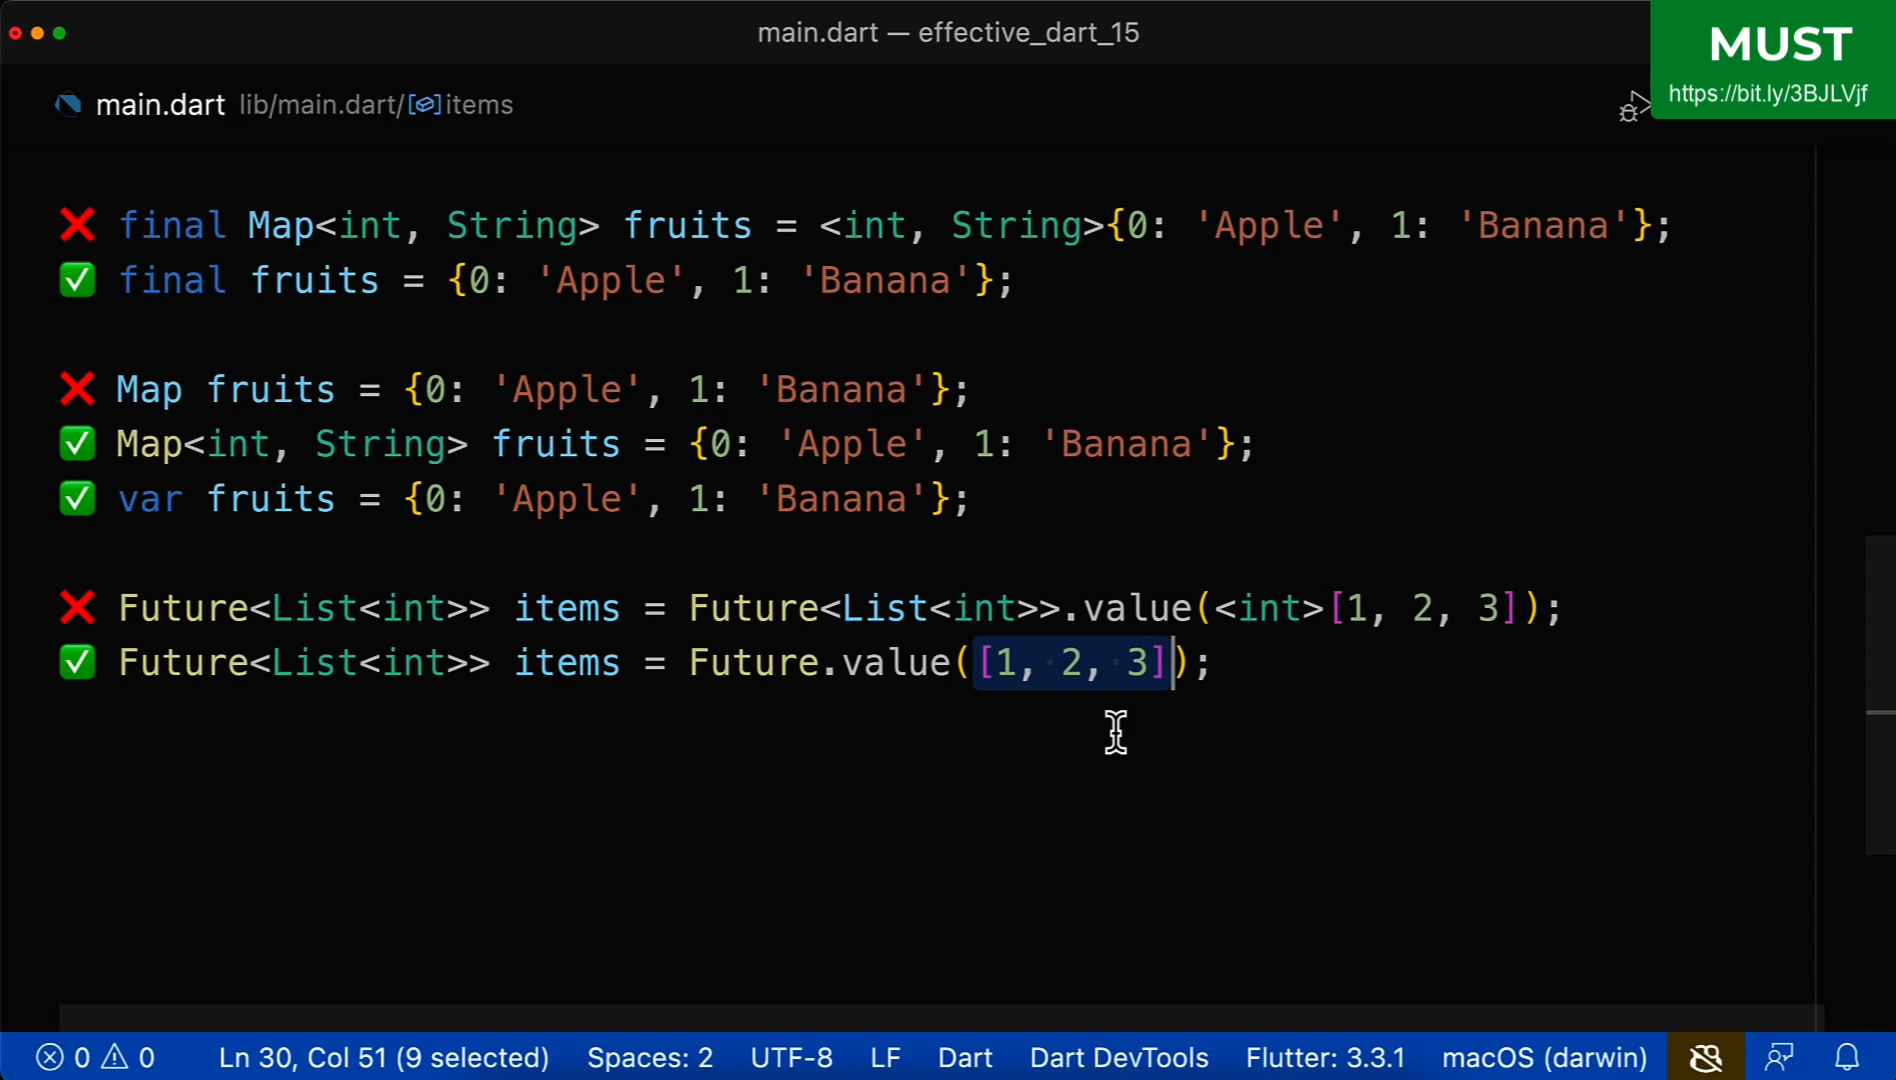 main.dart — effective_dart_15
MUST
https://bit.ly/3BJLVjf
main.dart lib/main.dart/items
❌ final Map<int, String> fruits = <int, String>{0: 'Apple', 1: 'Banana'};
✅ final fruits = {0: 'Apple', 1: 'Banana'};
❌ Map fruits = {0: 'Apple', 1: 'Banana'};
✅ Map<int, String> fruits = {0: 'Apple', 1: 'Banana'};
✅ var fruits = {0: 'Apple', 1: 'Banana'};
❌ Future<List<int>> items = Future<List<int>>.value(<int>[1, 2, 3]);
✅ Future<List<int>> items = Future.value([1, 2, 3]);
0 0 Ln 30, Col 51 (9 selected) Spaces: 2 UTF-8 LF Dart Dart DevTools Flutter: 3.3.1 macOS (darwin)